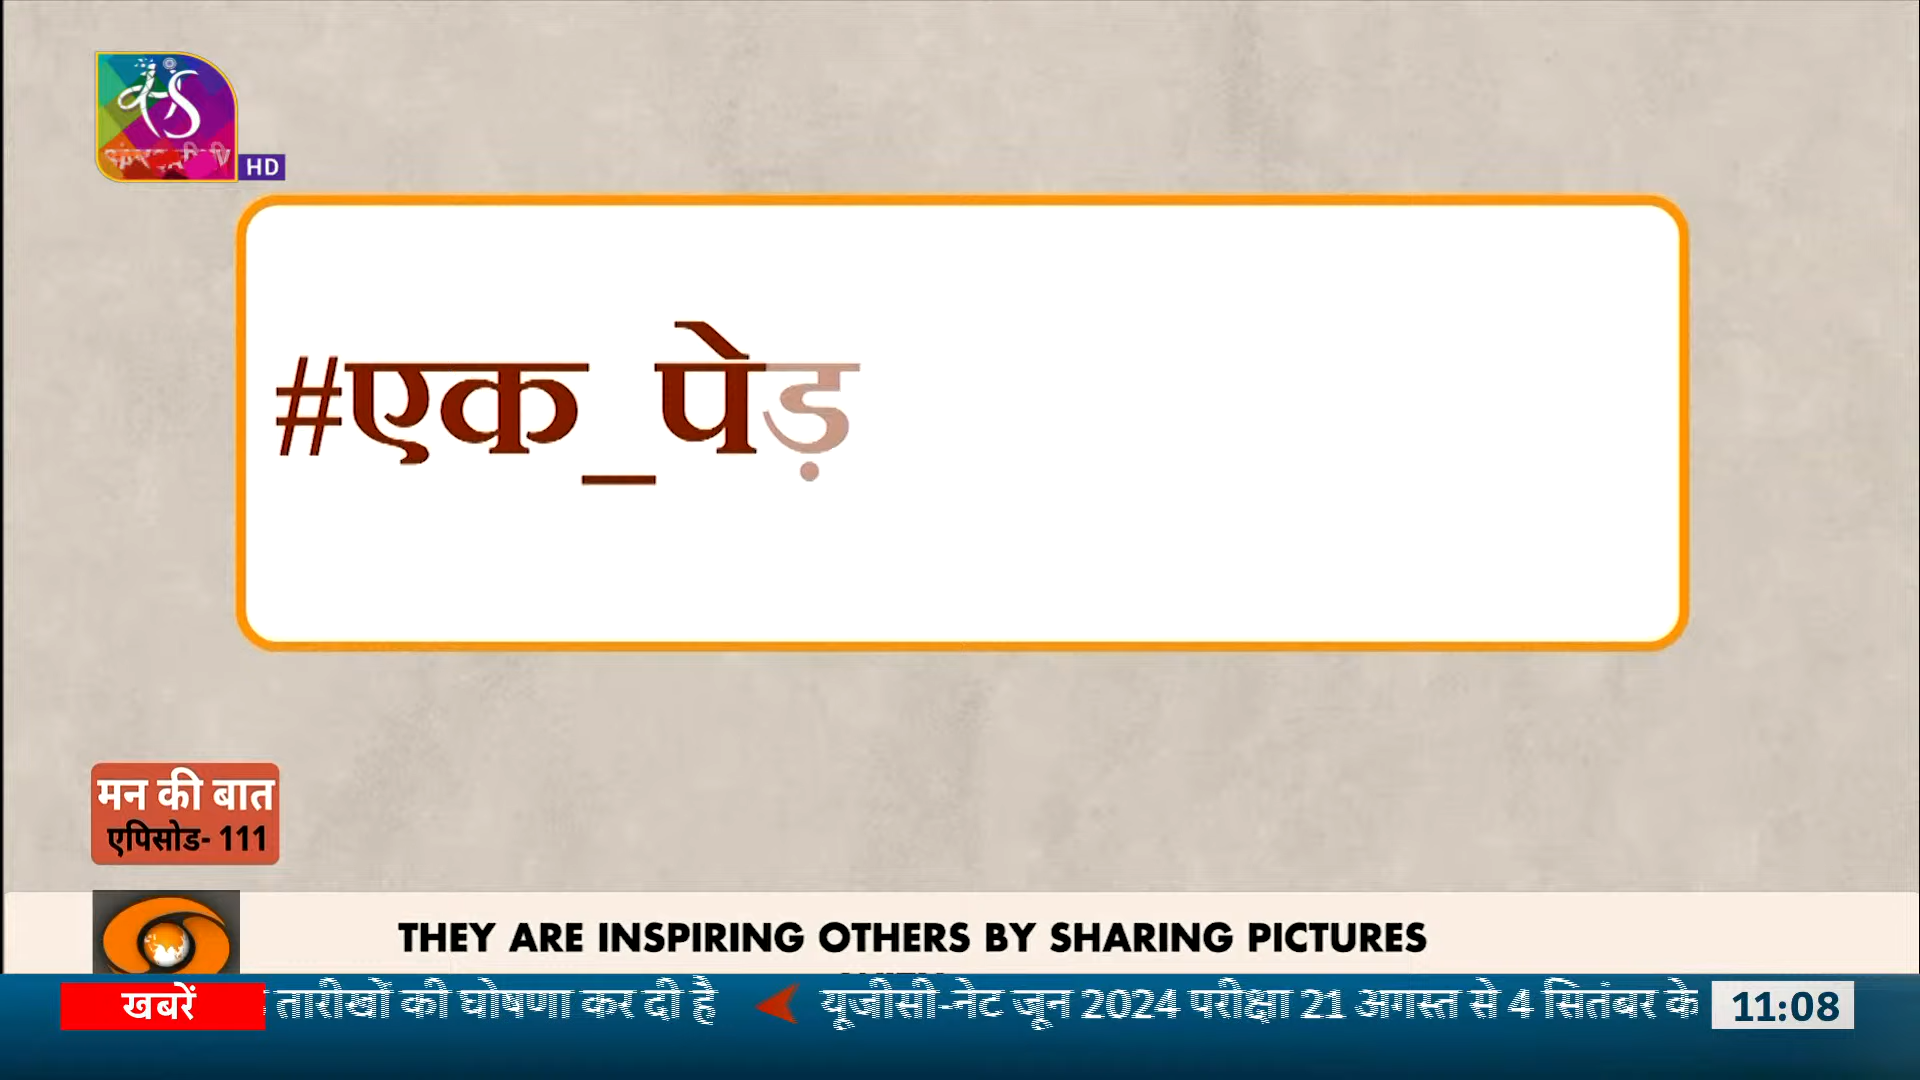 HD
#एक_पेड़
मन की बात
एपिसोड- 111
THEY ARE INSPIRING OTHERS BY SHARING PICTURES
खबरें
तारीखों की घोषणा कर दी है
यूजीसी-नेट जून 2024 परीक्षा 21 अगस्त से 4 सितंबर के
11:08